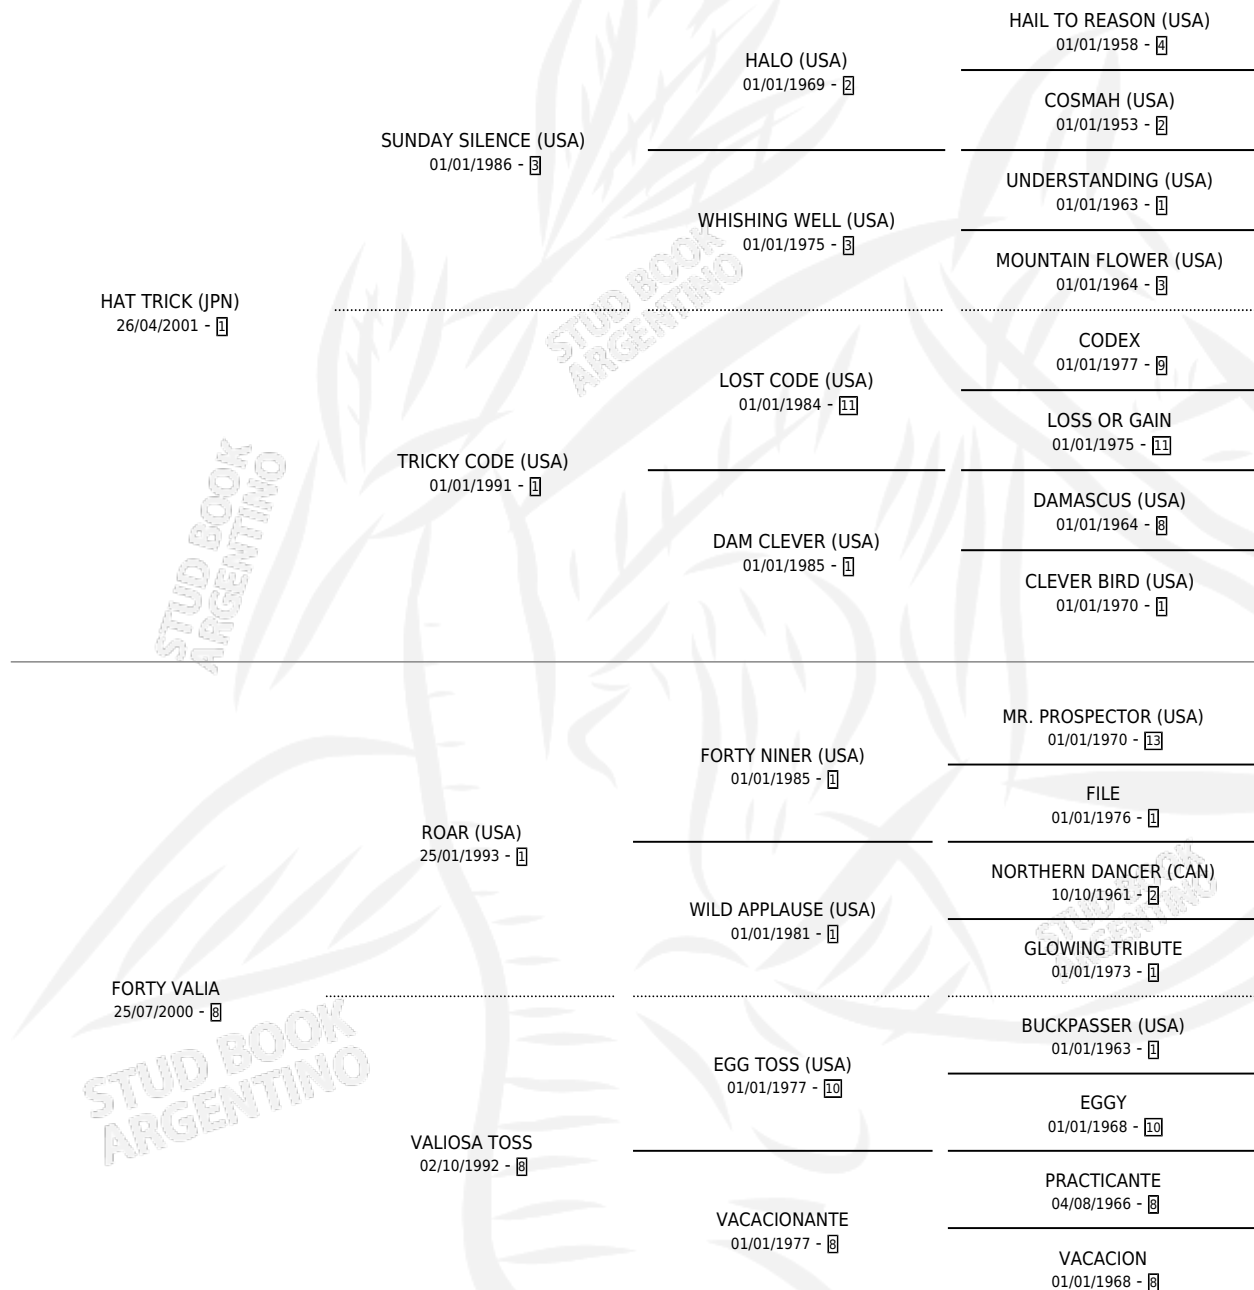 HAIL TO REASON (USA)
01/01/1958 - 4
HALO (USA)
01/01/1969 - 2
COSMAH (USA)
01/01/1953 - 2
SUNDAY SILENCE (USA)
01/01/1986 - 3
UNDERSTANDING (USA)
01/01/1963 - 1
WHISHING WELL (USA)
01/01/1975 - 3
MOUNTAIN FLOWER (USA)
01/01/1964 - 3
HAT TRICK (JPN)
26/04/2001 - 1
STUD BOOK
ARGENTINO
CODEX
01/01/1977 - 9
LOST CODE (USA)
01/01/1984 - 11
LOSS OR GAIN
01/01/1975 - 11
TRICKY CODE (USA)
01/01/1991 - 1
DAMASCUS (USA)
01/01/1964 - 8
DAM CLEVER (USA)
01/01/1985 - 1
CLEVER BIRD (USA)
01/01/1970 - 1
STUD BOOK
ARGENTINO
MR. PROSPECTOR (USA)
01/01/1970 - 13
FORTY NINER (USA)
01/01/1985 - 1
FILE
01/01/1976 - 1
ROAR (USA)
25/01/1993 - 1
NORTHERN DANCER (CAN)
10/10/1961 - 2
WILD APPLAUSE (USA)
01/01/1981 - 1
STUD BOOK
ARGENTINO
GLOWING TRIBUTE
01/01/1973 - 1
FORTY VALIA
25/07/2000 - 8
BUCKPASSER (USA)
01/01/1963 - 1
STUD BOOK
ARGENTINO
EGG TOSS (USA)
01/01/1977 - 10
EGGY
01/01/1968 - 10
VALIOSA TOSS
02/10/1992 - 8
PRACTICANTE
04/08/1966 - 8
VACACIONANTE
01/01/1977 - 8
VACACION
01/01/1968 - 8